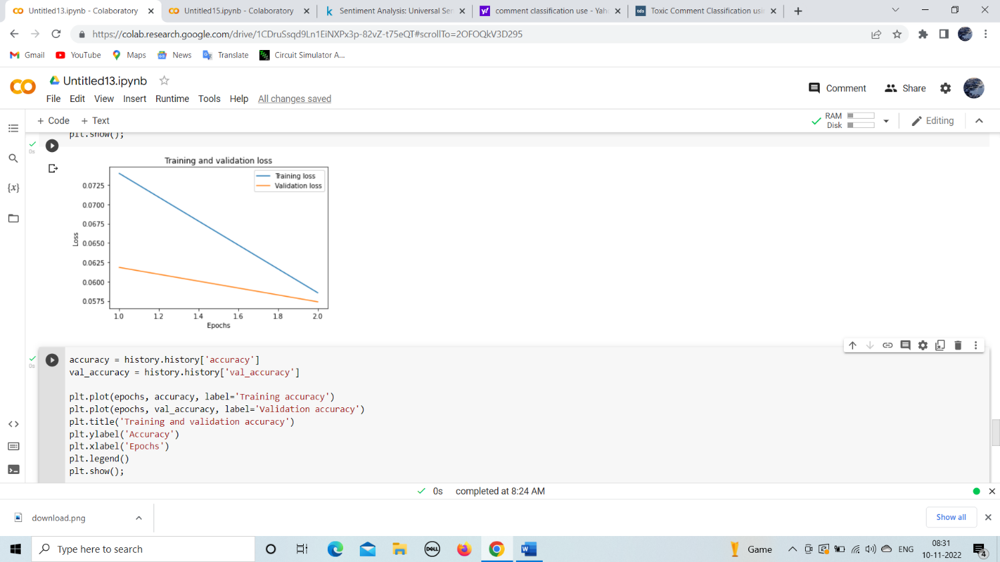 Untitled13.ipynb - Colaboratory
Untitled15.ipynb - Colaboratory
Sentiment Analysis: Universal Sen
comment classification use - Yah
Toxic Comment Classification usin
https://colab.research.google.com/drive/1CDruSsqd9Ln1EiNXPx3p-82vZ-t75eQT#scrollTo=2OFOQkV3D295
Gmail YouTube Maps News Translate Circuit Simulator A...
Untitled13.ipynb
Comment Share
File Edit View Insert Runtime Tools Help All changes saved
+ Code + Text
RAM
Disk
Editing
plt.show();
0s
Training and validation loss
Training loss
Validation loss
0.0725
0.0700
0.0675
0.0650
0.0625
0.0600
0.0575
Loss
1.0 1.2 1.4 1.6 1.8 2.0
Epochs
0s
accuracy = history.history['accuracy']
val_accuracy = history.history['val_accuracy']
plt.plot(epochs, accuracy, label='Training accuracy')
plt.plot(epochs, val_accuracy, label='Validation accuracy')
plt.title('Training and validation accuracy')
plt.ylabel('Accuracy')
plt.xlabel('Epochs')
plt.legend()
plt.show();
0s completed at 8:24 AM
download.png
Show all
Type here to search
DELL
Game
ENG
08:31
10-11-2022
4